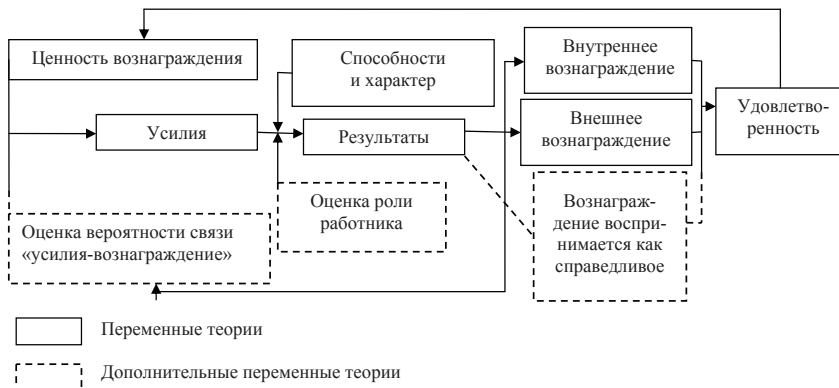 Ценность вознаграждения
Способности
и характер
Внутреннее
вознаграждение
Усилия
Результаты
Внешнее
вознаграждение
Удовлетво-
ренность
Оценка вероятности связи
«усилия-вознаграждение»
Оценка роли
работника
Вознаграж-
дение воспри-
нимается как
справедливое
Переменные теории
Дополнительные переменные теории